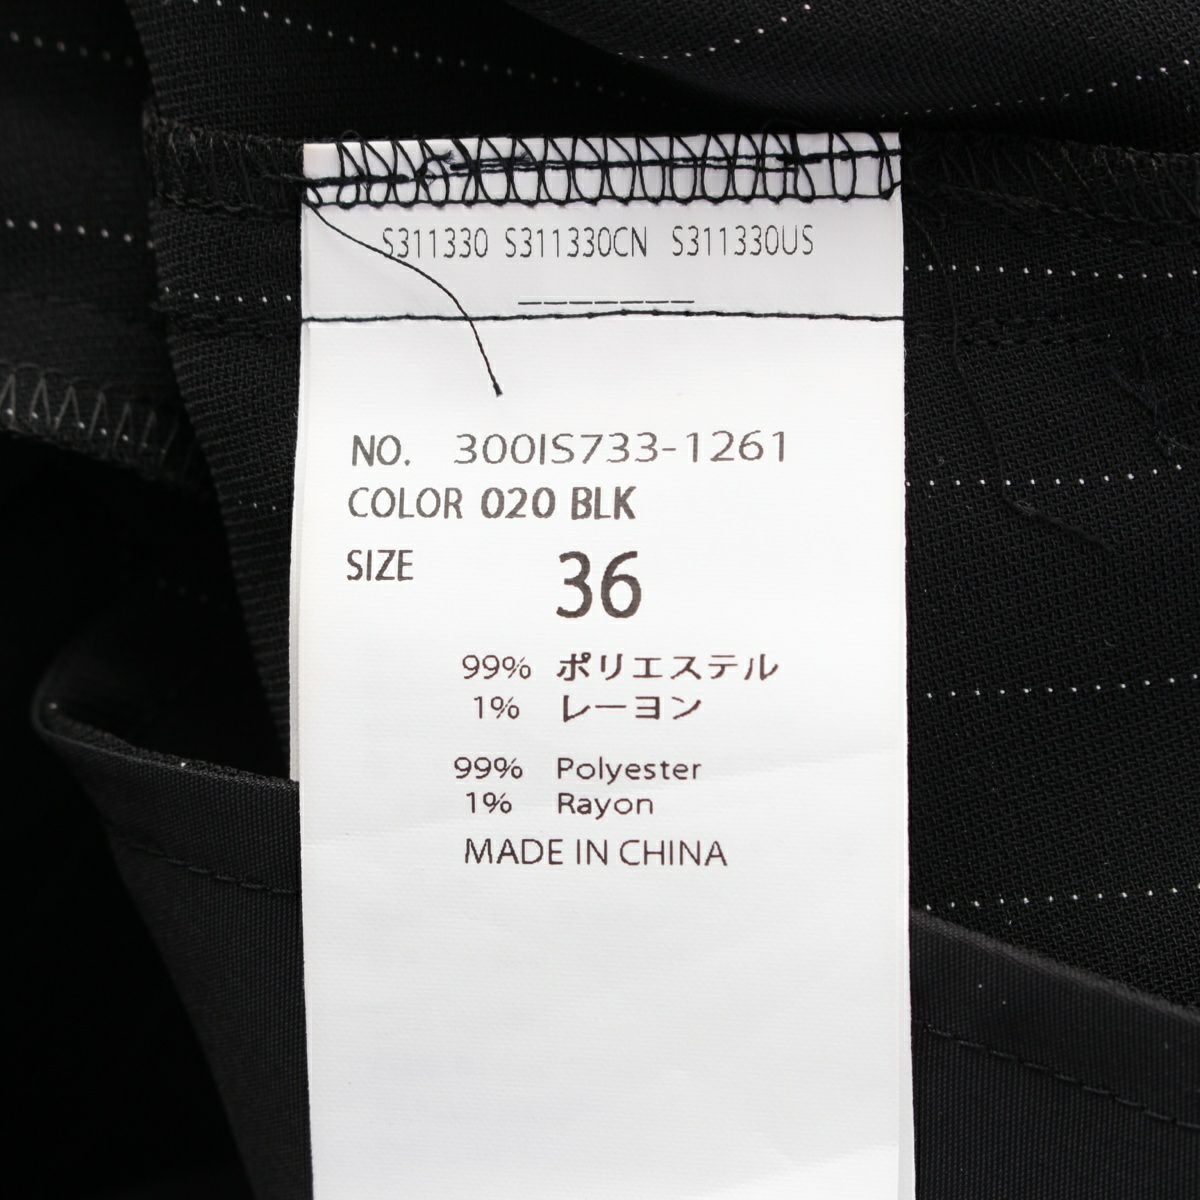 S311330 S311330CN S311330US
NO. 300IS733-1261
COLOR 020 BLK
SIZE 36
99% ポリエステル
1% レーヨン
99% Polyester
1% Rayon
MADE IN CHINA